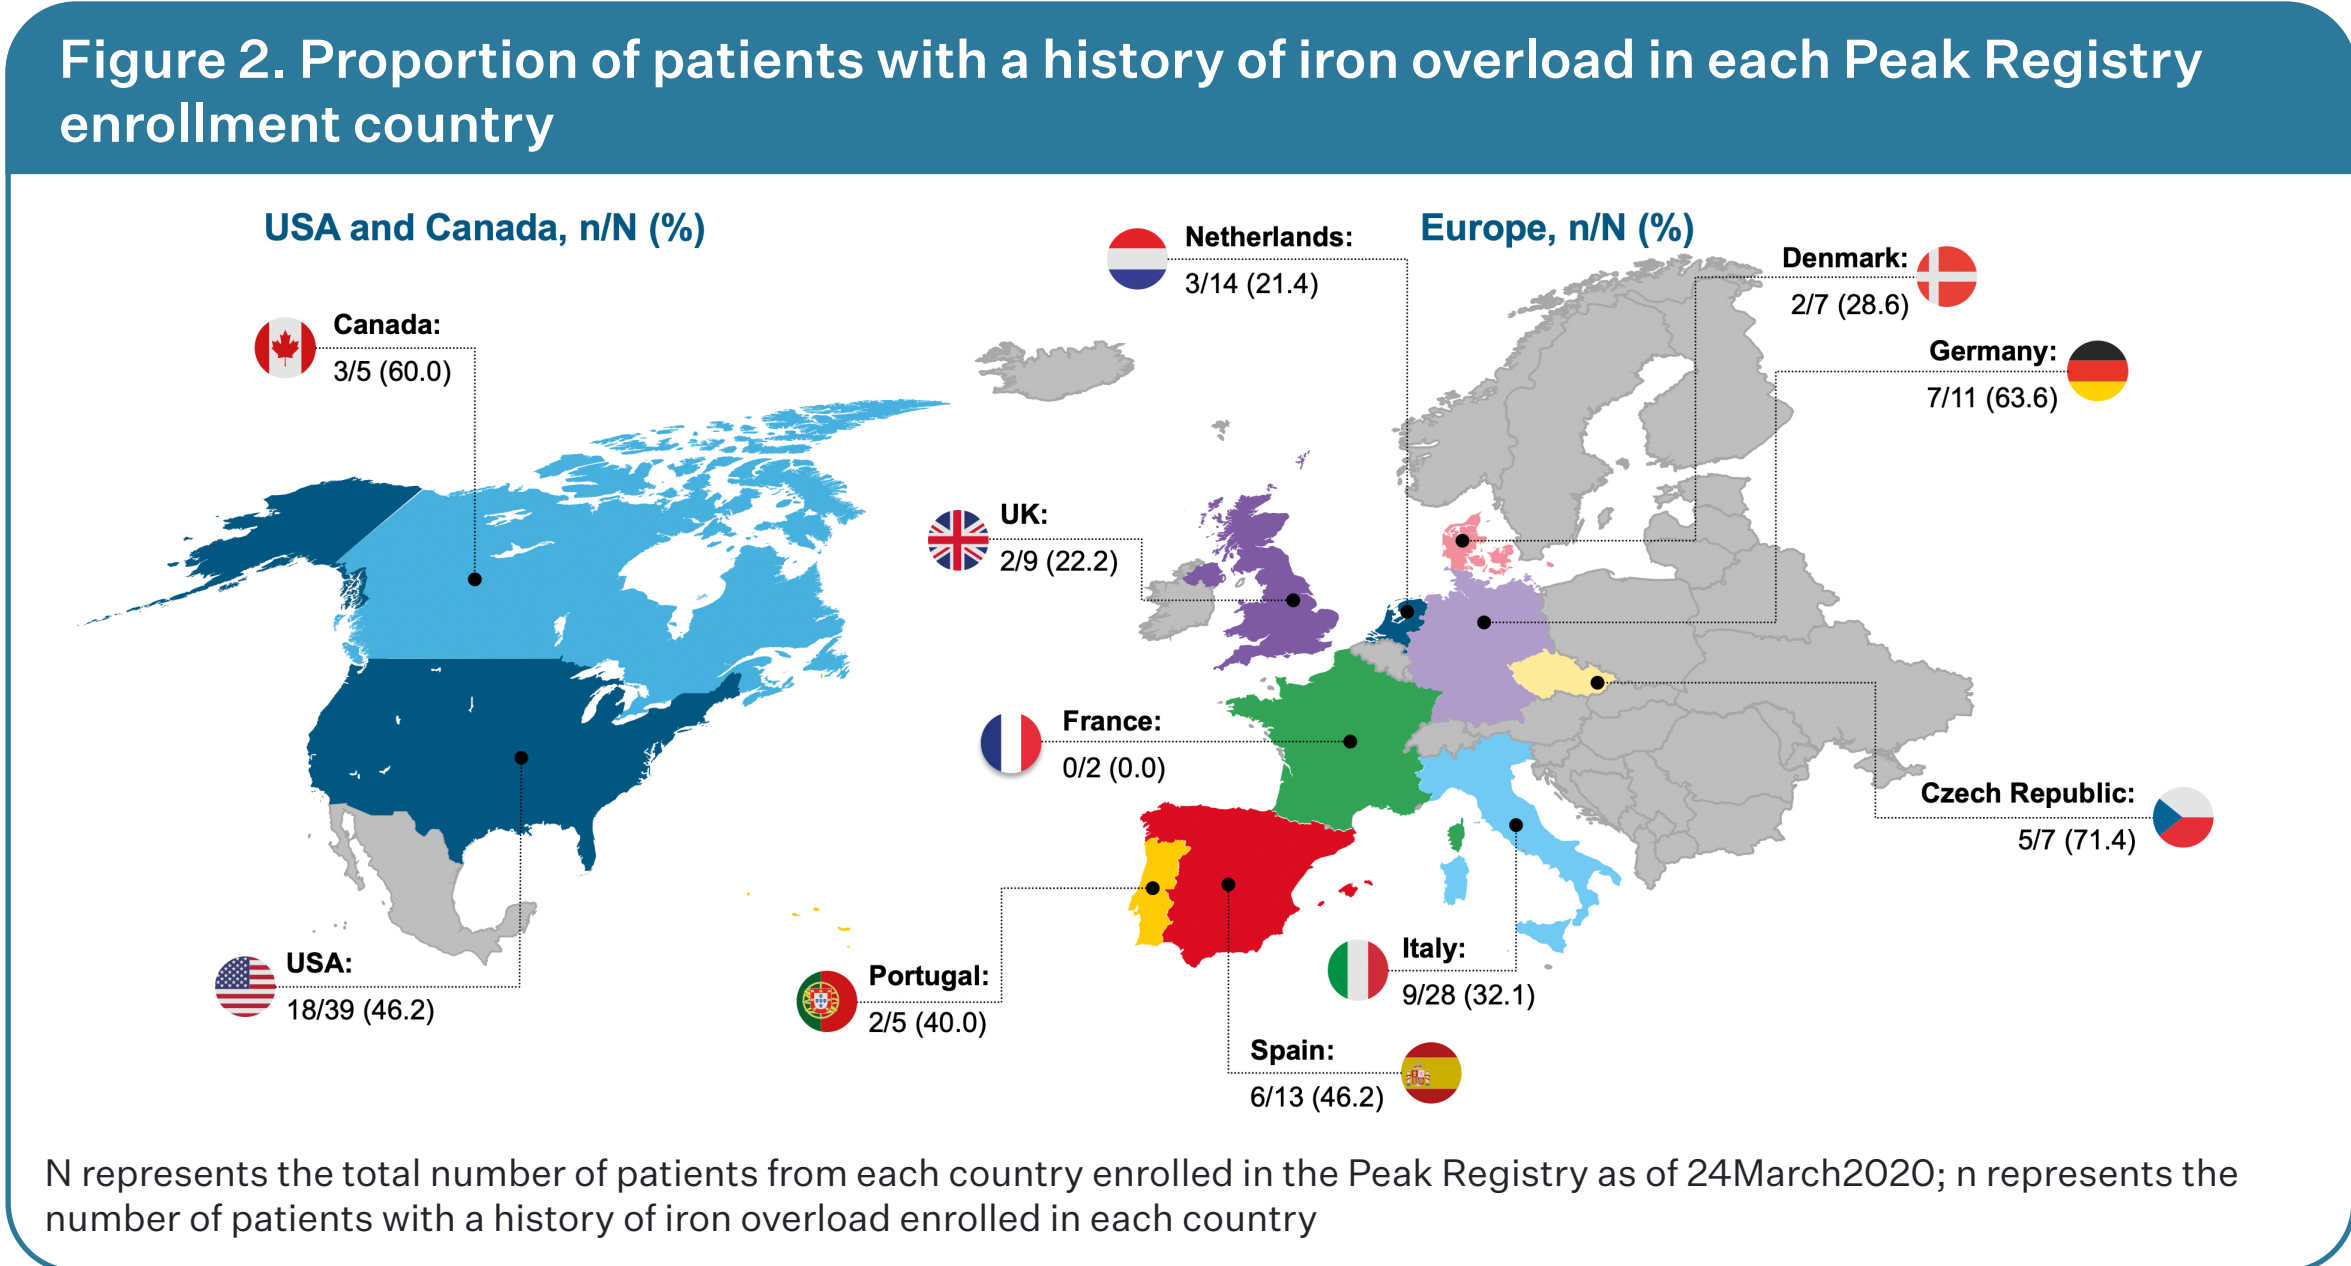 Figure 2. Proportion of patients with a history of iron overload in each Peak Registry
enrollment country
USA and Canada, n/N (%)
Canada:
3/5 (60.0)
USA:
18/39 (46.2)
Europe, n/N (%)
Netherlands:
3/14 (21.4)
Denmark:
2/7 (28.6)
Germany:
7/11 (63.6)
UK:
2/9 (22.2)
France:
0/2 (0.0)
Czech Republic:
5/7 (71.4)
Italy:
9/28 (32.1)
Portugal:
2/5 (40.0)
Spain:
6/13 (46.2)
N represents the total number of patients from each country enrolled in the Peak Registry as of 24March2020; n represents the
number of patients with a history of iron overload enrolled in each country